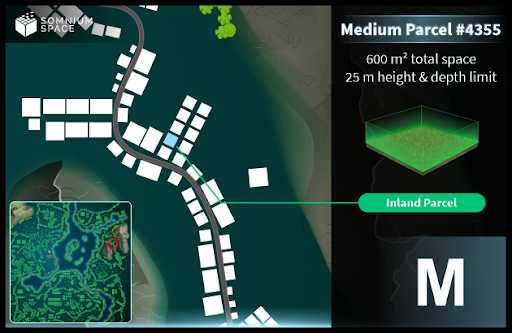 SOMNIUM
SPACE
Medium Parcel #4355
600 m² total space
25 m height & depth limit
Inland Parcel
M